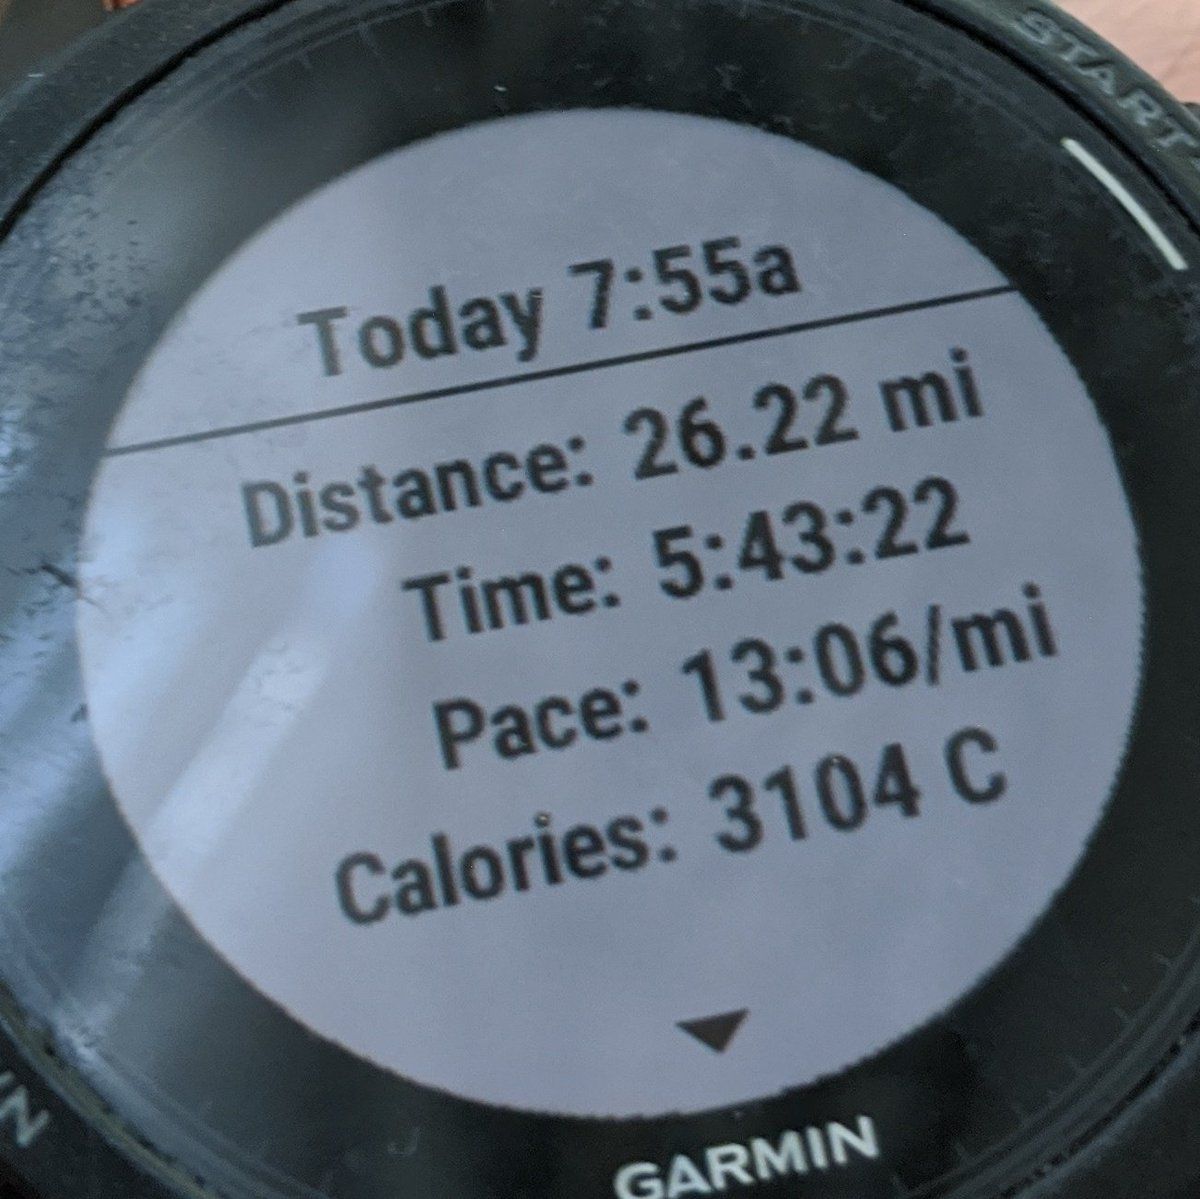 START
Today 7:55a
Distance: 26.22 mi
Time: 5:43:22
Pace: 13:06/mi
Calories: 3104 C
GARMIN